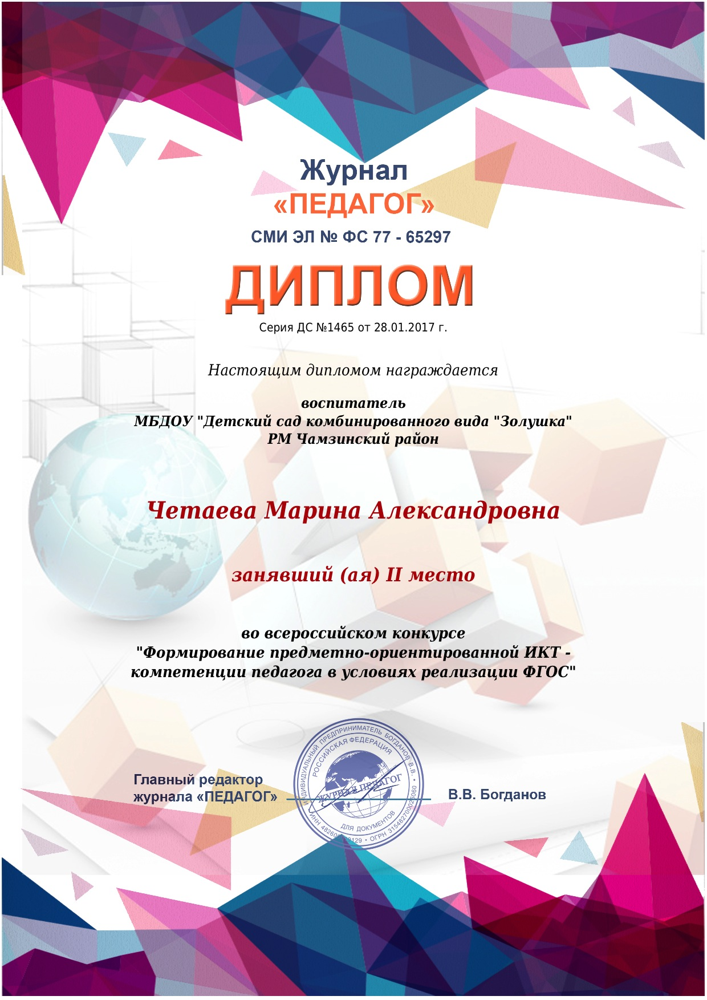 Журнал
«ПЕДАГОГ»
СМИ ЭЛ № ФС 77 - 65297
ДИПЛОМ
Серия ДС №1465 от 28.01.2017 г.
Настоящим дипломом награждается
воспитатель
МБДОУ "Детский сад комбинированного вида "Золушка"
РМ Чамзинский район
Четаева Марина Александровна
занявший (ая) II место
во всероссийском конкурсе
"Формирование предметно-ориентированной ИКТ -
компетенции педагога в условиях реализации ФГОС"
Главный редактор
журнала «ПЕДАГОГ»
ИНДИВИДУАЛЬНЫЙ ПРЕДПРИНИМАТЕЛЬ БОГДАНОВ В.В.
РОССИЙСКАЯ ФЕДЕРАЦИЯ
ЖУРНАЛ ПЕДАГОГ
ДЛЯ ДОКУМЕНТОВ
ИНН
ОГРН
В.В. Богданов